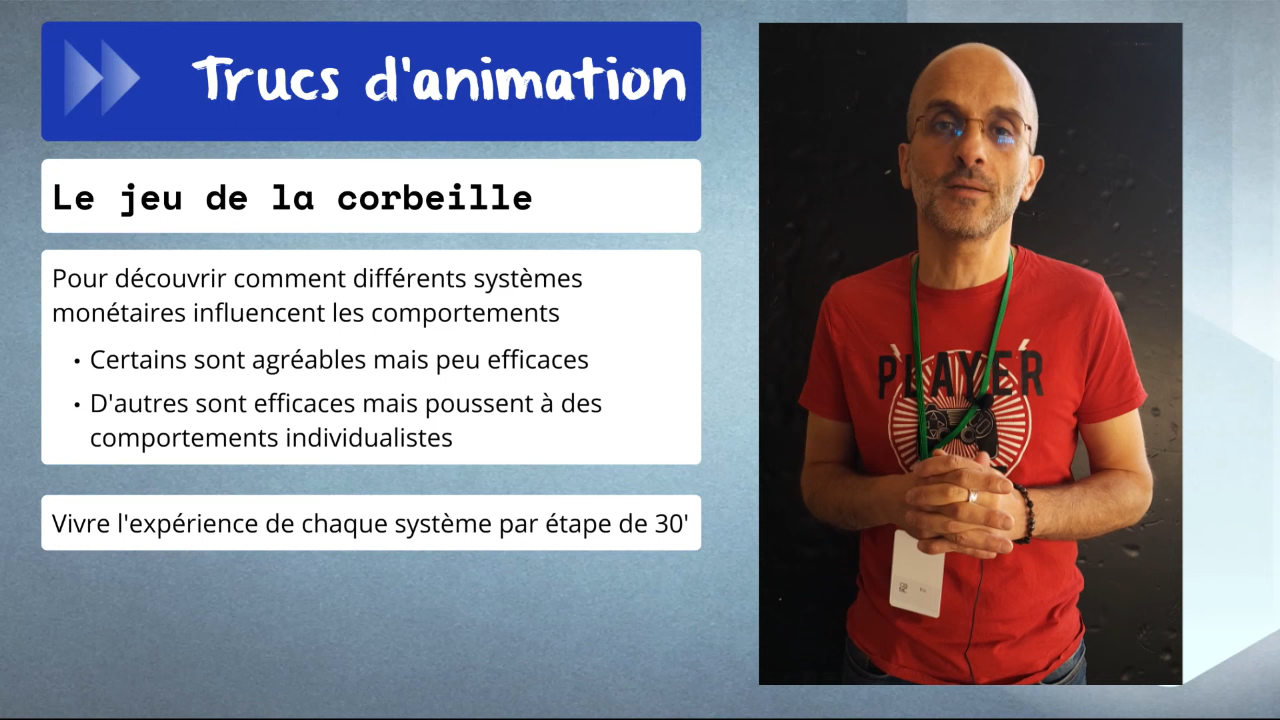 Trucs d'animation
Le jeu de la corbeille
Pour découvrir comment différents systèmes
monétaires influencent les comportements
• Certains sont agréables mais peu efficaces
• D'autres sont efficaces mais poussent à des
comportements individualistes
Vivre l'expérience de chaque système par étape de 30'
PLAYER